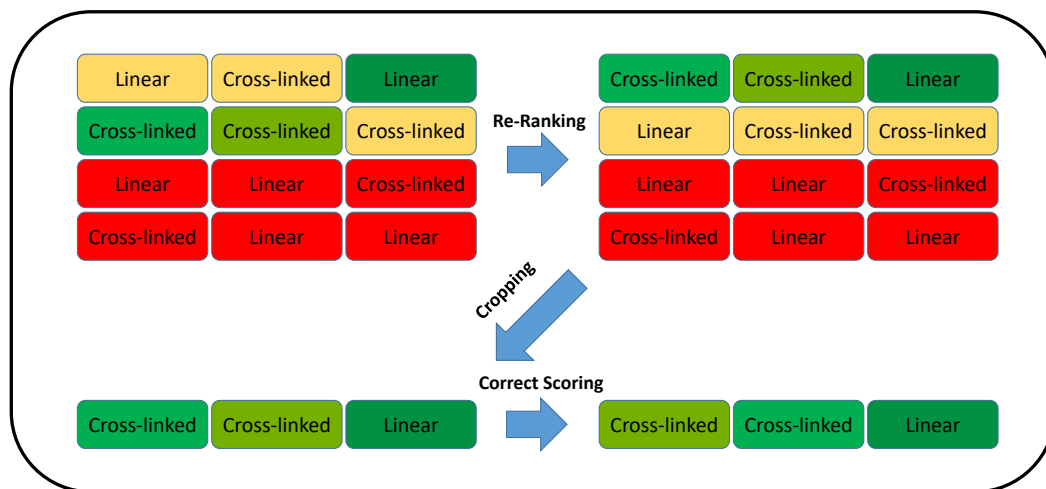 Linear Cross-linked Linear
Cross-linked Cross-linked Cross-linked
Linear Linear Cross-linked
Cross-linked Linear Linear
Re-Ranking
Cross-linked Cross-linked Linear
Linear Cross-linked Cross-linked
Linear Linear Cross-linked
Cross-linked Linear Linear
Cropping
Cross-linked Cross-linked Linear
Correct Scoring
Cross-linked Cross-linked Linear